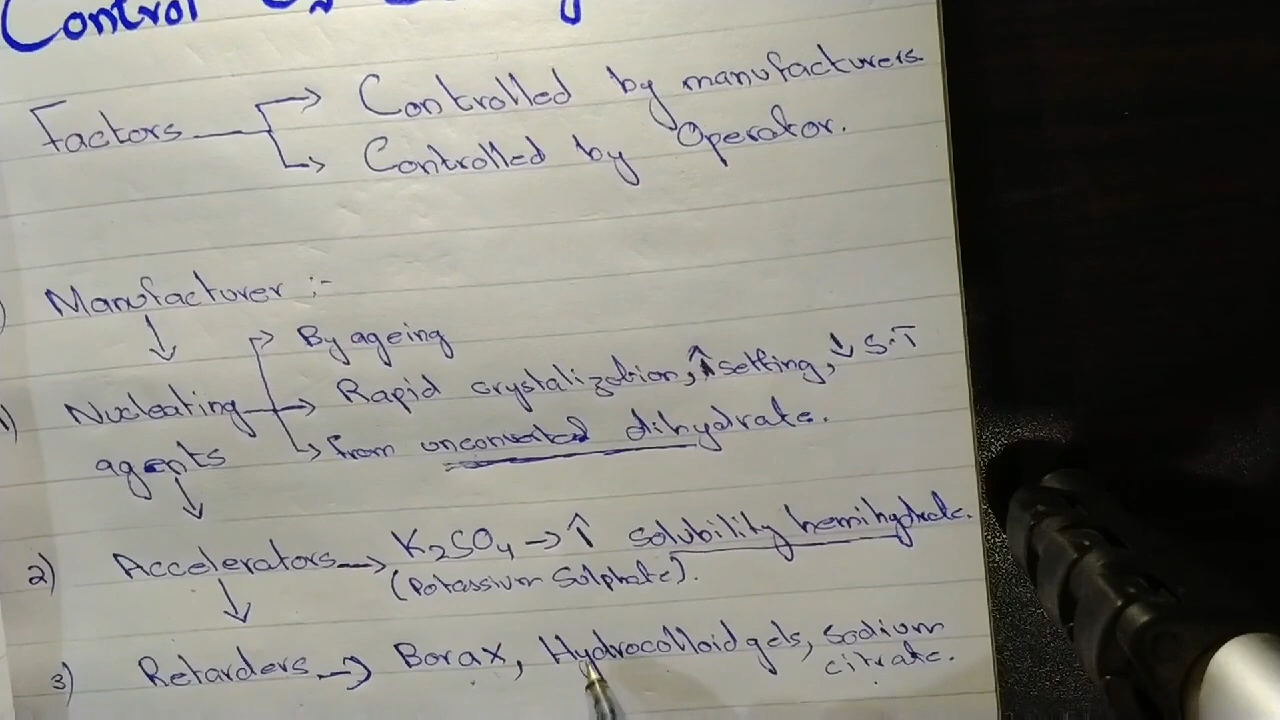 Control
Factors → Controlled by manufacturers
→ Controlled by Operator.
) Manufacturer :-
↓
→ By ageing
1) Nucleating → Rapid crystalization, ↑ setting, ↓ S.T
agents → from unconverted dihydrate.
↓
2) Accelerators → K2SO4 → ↑ solubility hemihydrate.
(Potassium Sulphate).
↓
3) Retarders → Borax, Hydrocolloid gels, Sodium
citrate.